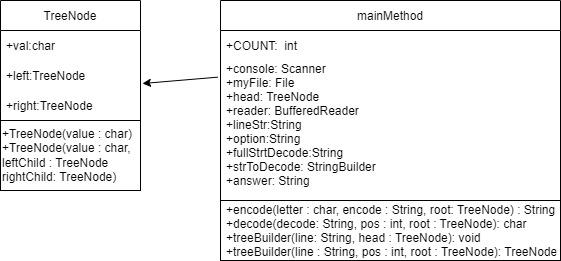 TreeNode
+val:char
+left:TreeNode
+right:TreeNode
+TreeNode(value : char)
+TreeNode(value : char,
leftChild : TreeNode
rightChild: TreeNode)
mainMethod
+COUNT: int
+console: Scanner
+myFile: File
+head: TreeNode
+reader: BufferedReader
+lineStr:String
+option:String
+fullStrtDecode:String
+strToDecode: StringBuilder
+answer: String
+encode(letter : char, encode : String, root: TreeNode) : String
+decode(decode: String, pos : int, root : TreeNode): char
+treeBuilder(line: String, head : TreeNode): void
+treeBuilder(line : String, pos : int, root : TreeNode): TreeNode